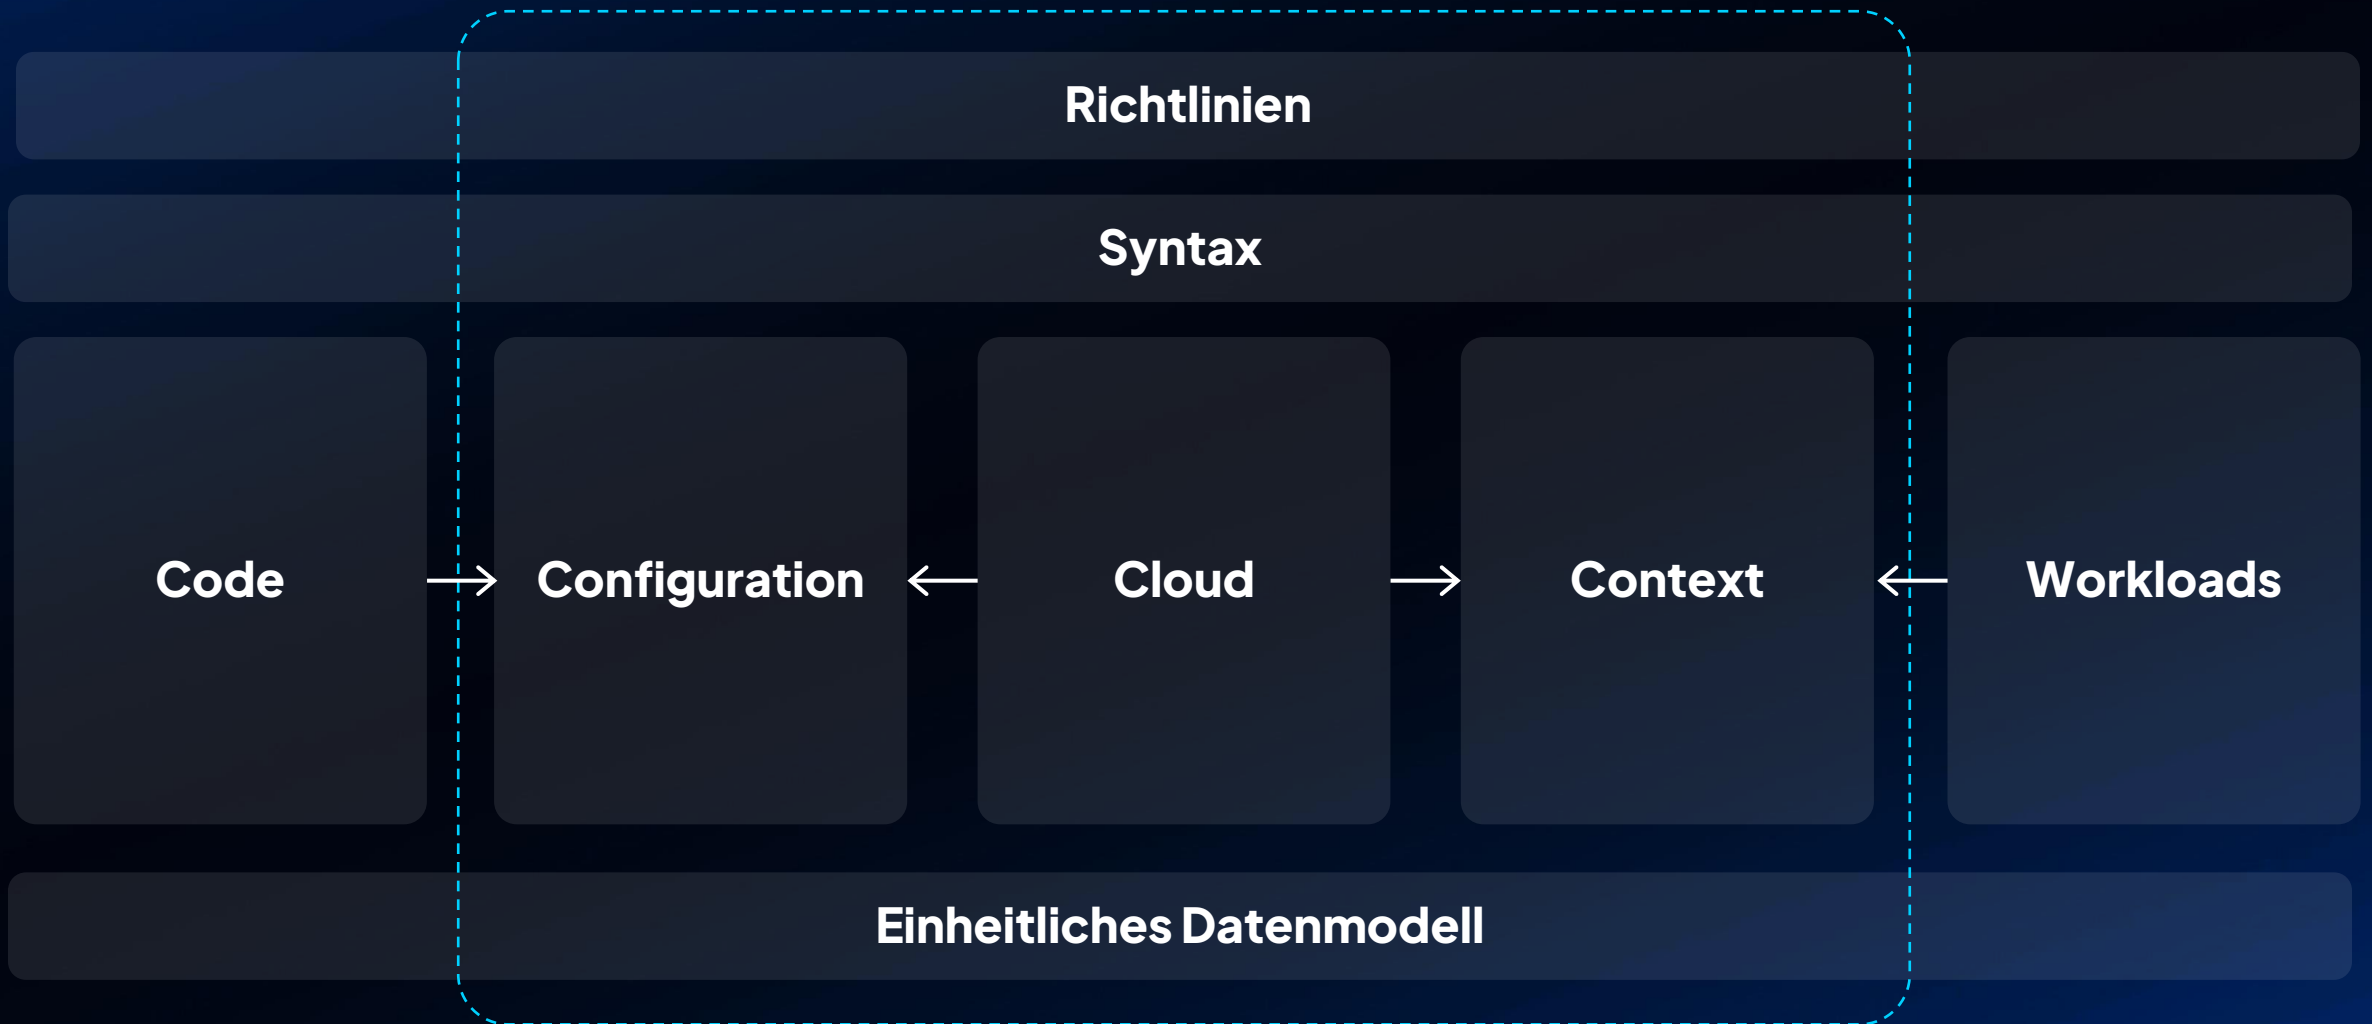 Richtlinien
Syntax
Code
Configuration
Cloud
Context
Workloads
Einheitliches Datenmodell